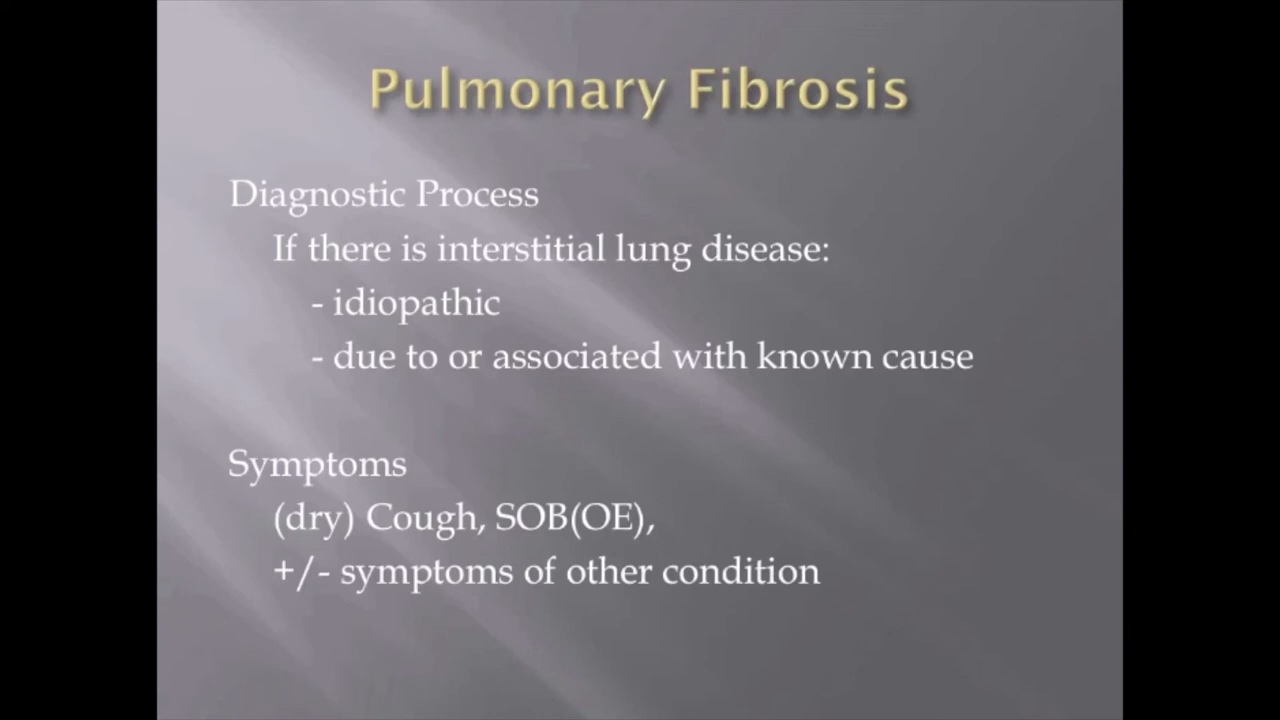 Pulmonary Fibrosis
Diagnostic Process
If there is interstitial lung disease:
- idiopathic
- due to or associated with known cause
Symptoms
(dry) Cough, SOB(OE),
+/- symptoms of other condition